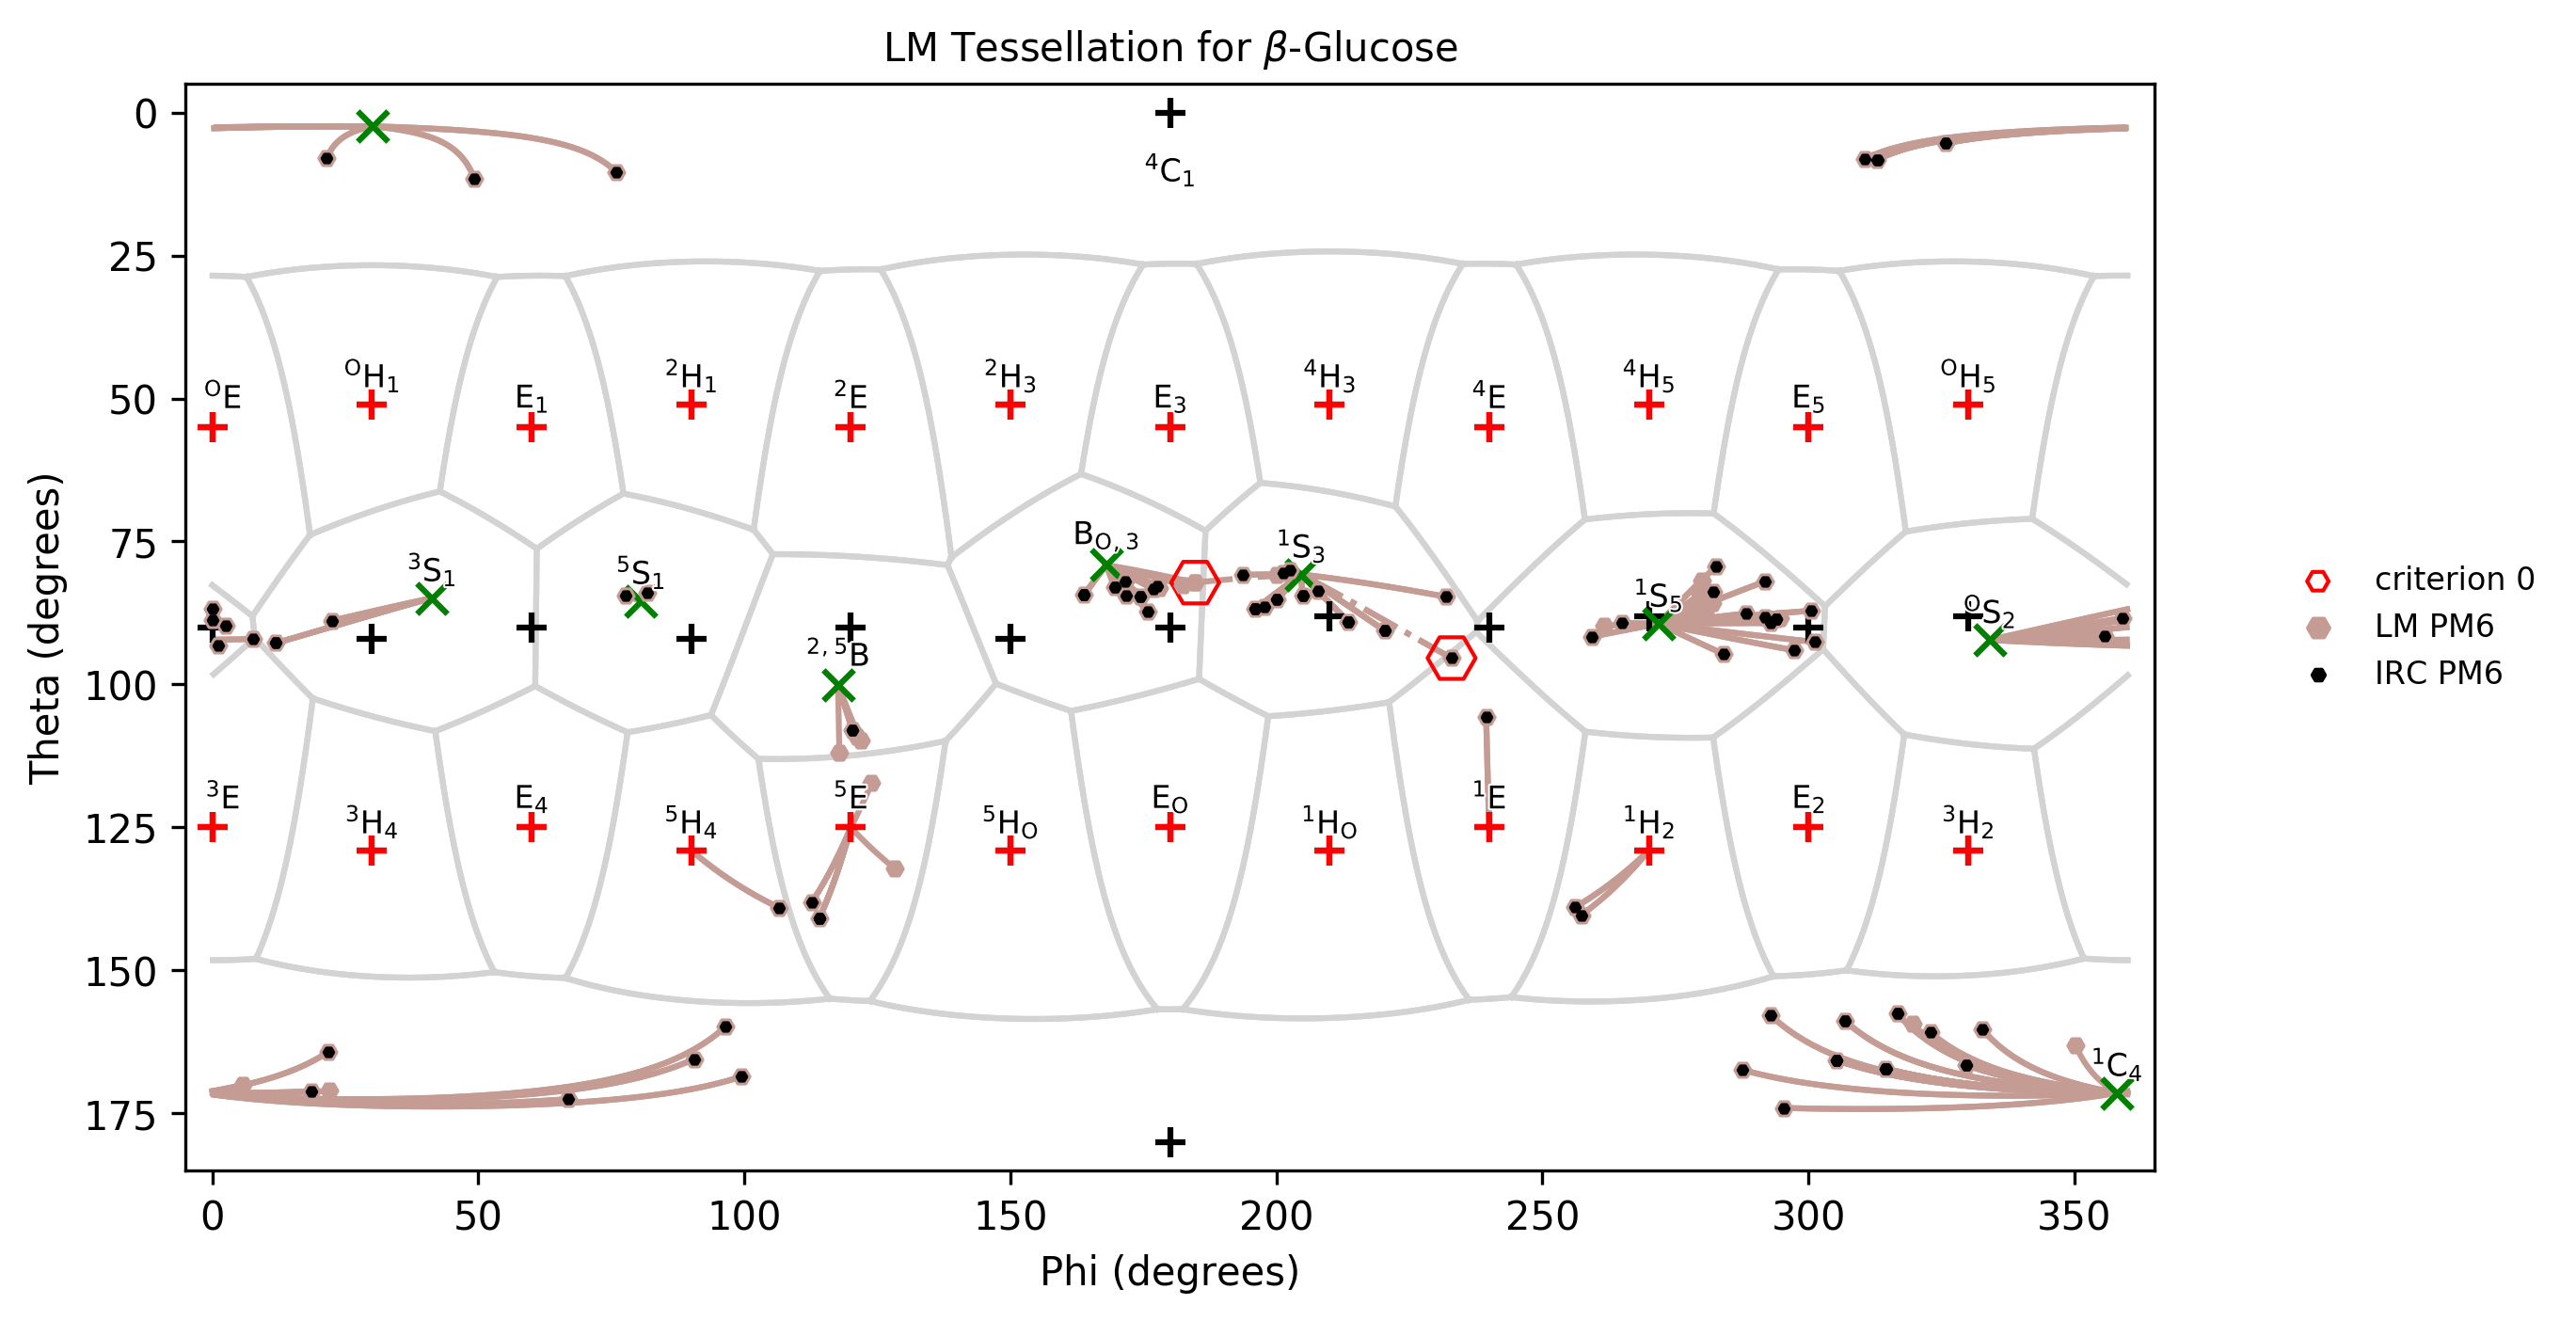 LM Tessellation for β-Glucose
Theta (degrees)
0
25
50
75
100
125
150
175
⁴C₁
ᴼE
ᴼH₁
E₁
²H₁
²E
²H₃
E₃
⁴H₃
⁴E
⁴H₅
E₅
ᴼH₅
³S₁
⁵S₁
²,⁵B
B_O,3
¹S₃
¹S₅
ᴼS₂
³E
³H₄
E₄
⁵H₄
⁵E
⁵H_O
E_O
¹H_O
¹E
¹H₂
E₂
³H₂
¹C₄
0 50 100 150 200 250 300 350
Phi (degrees)
criterion 0
LM PM6
IRC PM6